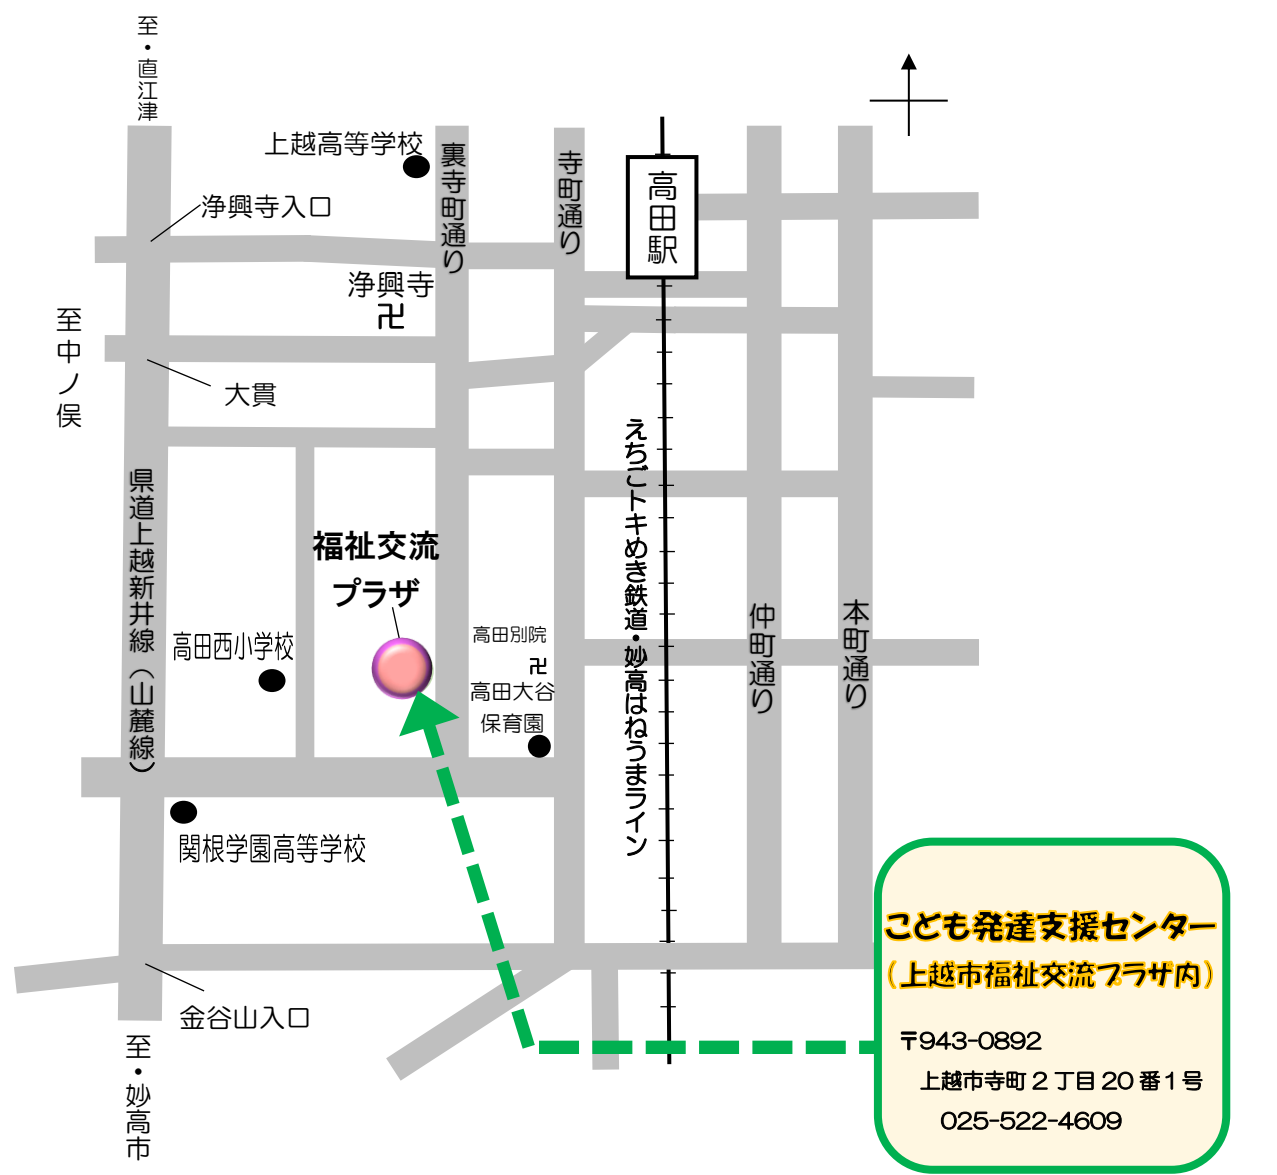 至・直江津
上越高等学校
裏寺町通り
寺町通り
高田駅
浄興寺入口
浄興寺
卍
至中ノ俣
大貫
えちごトキめき鉄道・妙高はねうまライン
県道上越新井線（山麓線）
福祉交流
プラザ
仲町通り
本町通り
高田西小学校
高田別院
卍
高田大谷
保育園
関根学園高等学校
金谷山入口
至・妙高市
こども発達支援センター
（上越市福祉交流プラザ内）
〒943-0892
上越市寺町２丁目20番１号
025-522-4609